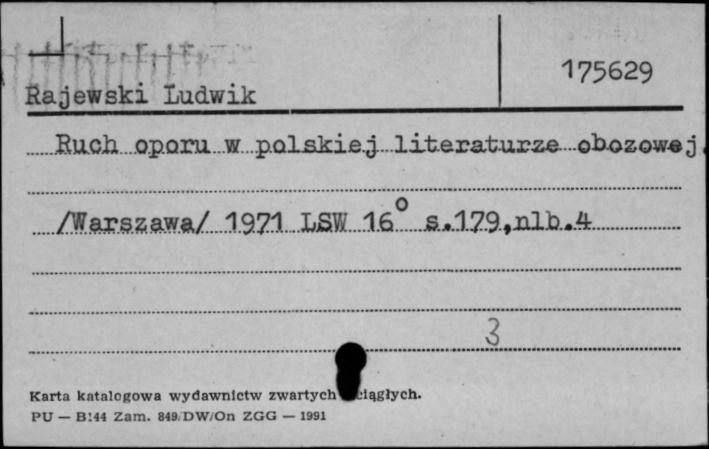 175629
Rajewski Ludwik
Ruch oporu w polskiej literaturze obozowej.
/Warszawa/ 1971 LSW 16° s.179,nlb.4
3
Karta katalogowa wydawnictw zwartych ciągłych.
PU — B144 Zam. 849/DW/On ZGG — 1991